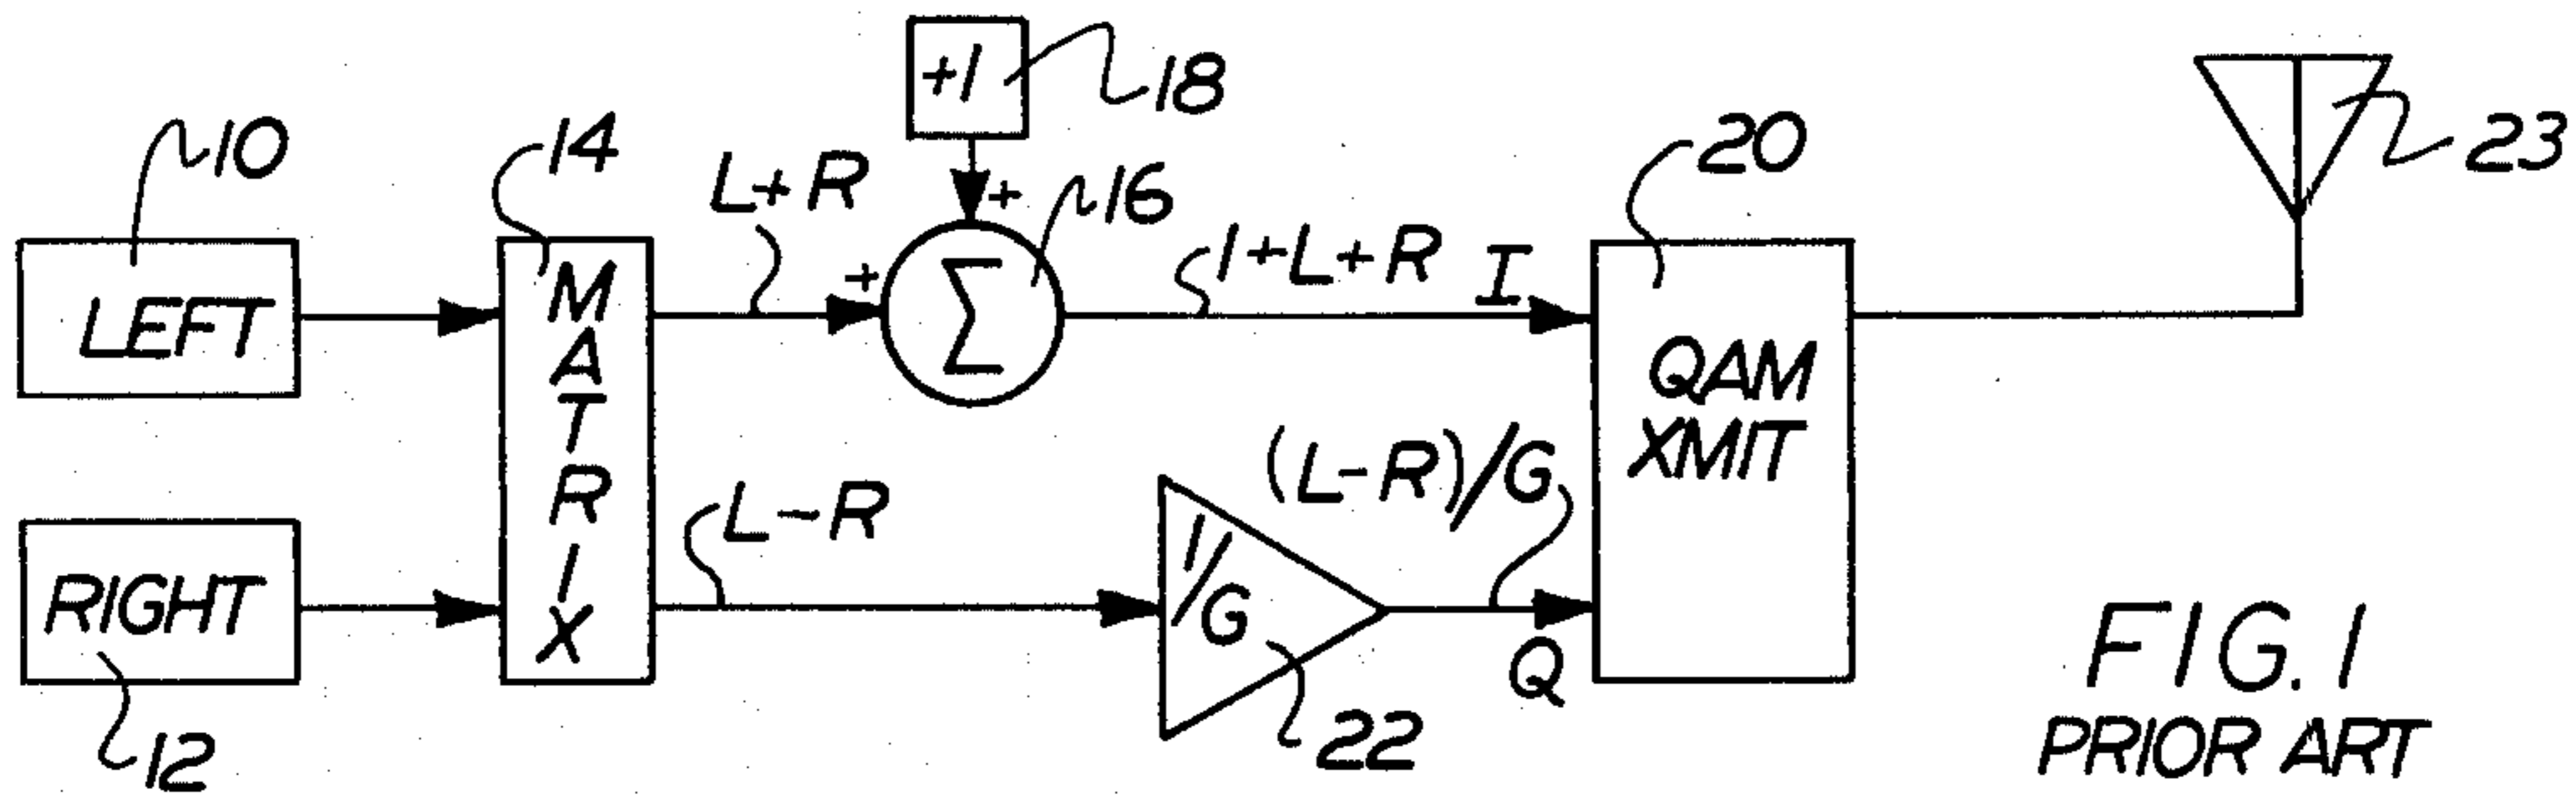 +1
18
10
14
L+R
+
16
20
23
LEFT
MATRIX
+
Σ
1+L+R
I
QAM
XMIT
RIGHT
12
L-R
1/G
22
(L-R)/G
Q
FIG. 1
PRIOR ART